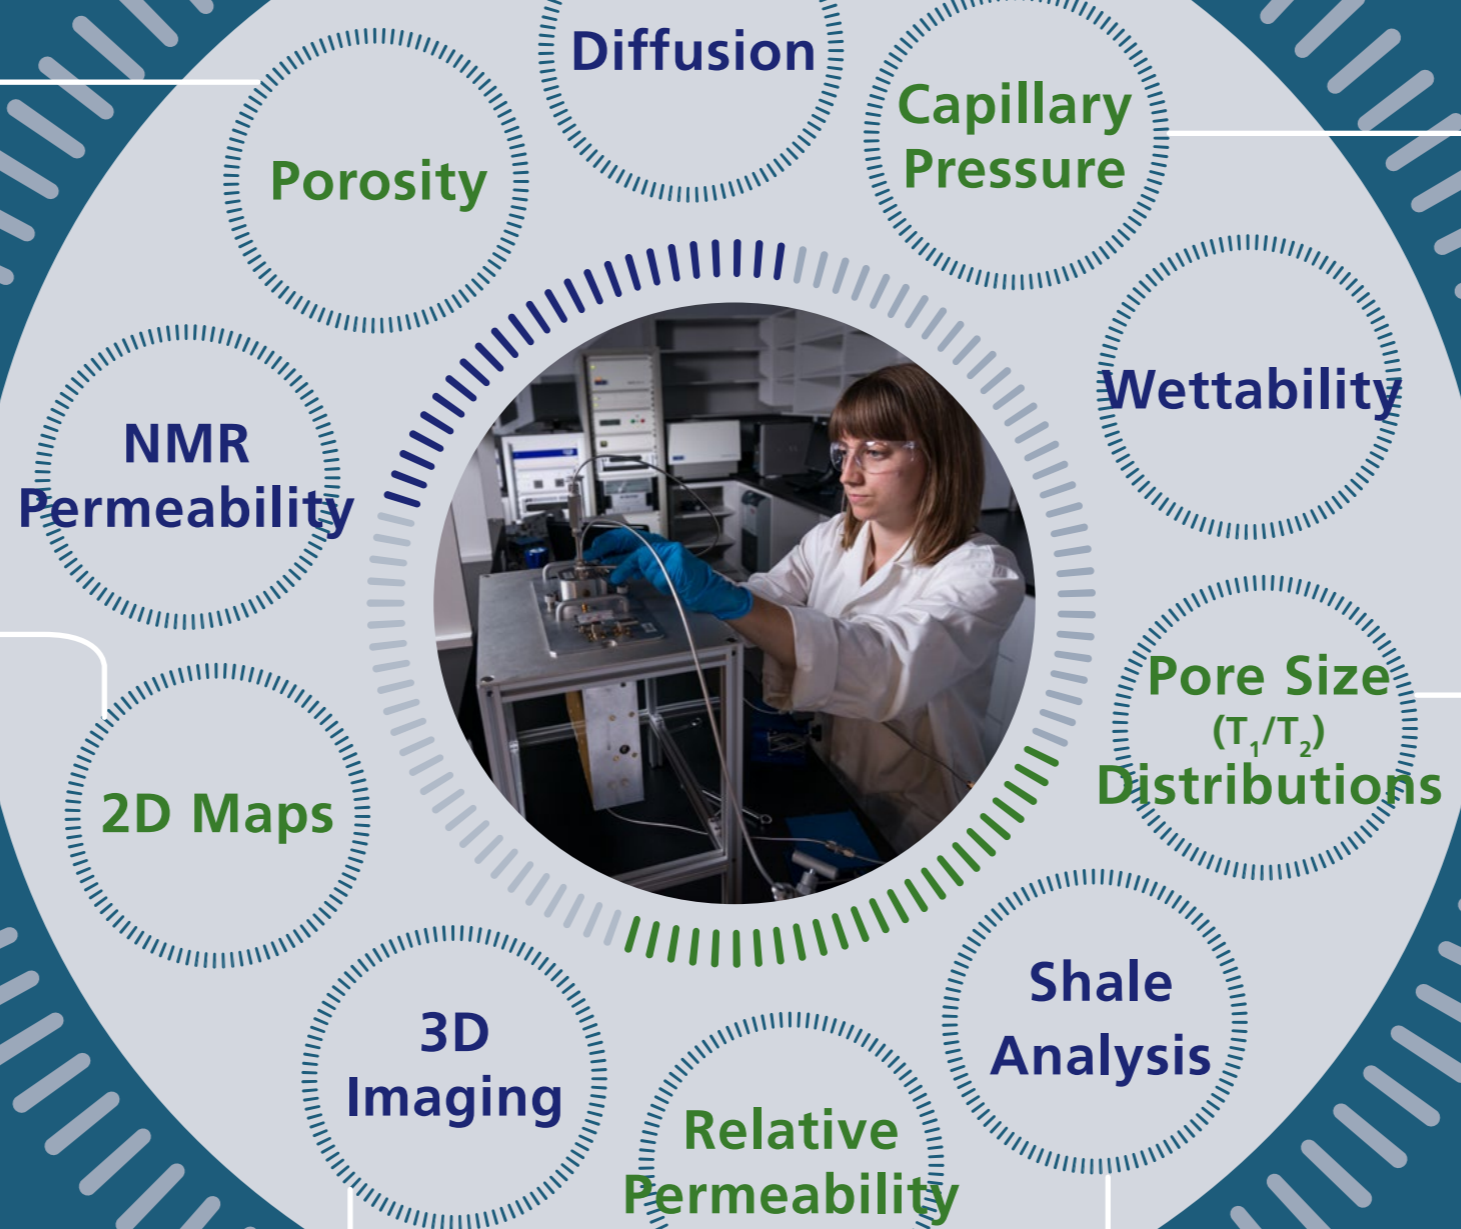 Diffusion
Capillary
Pressure
Porosity
Wettability
NMR
Permeability
Pore Size
(T₁/T₂)
Distributions
2D Maps
Shale
Analysis
3D
Imaging
Relative
Permeability